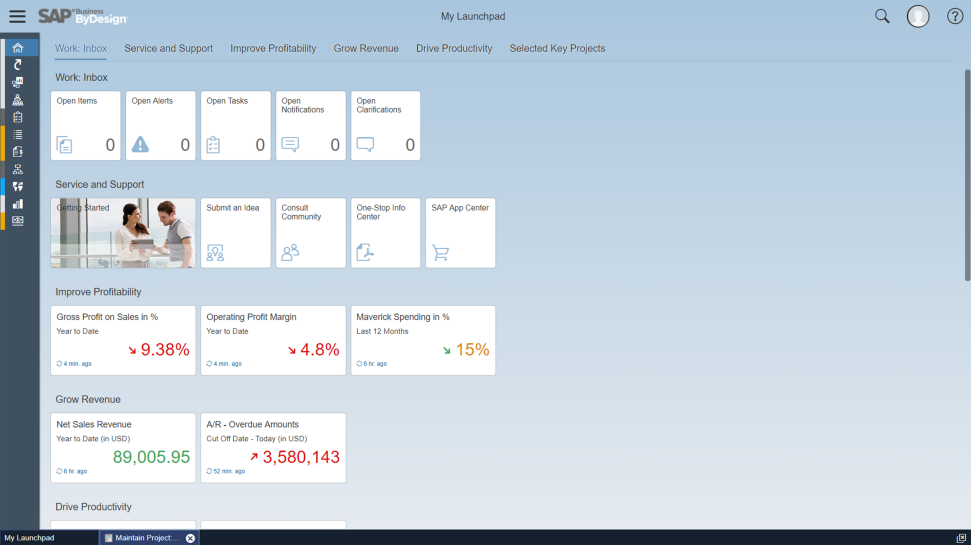 SAP Business ByDesign
My Launchpad
Work: Inbox
Service and Support
Improve Profitability
Grow Revenue
Drive Productivity
Selected Key Projects
Work: Inbox
Open Items
0
Open Alerts
0
Open Tasks
0
Open
Notifications
0
Open
Clarifications
0
Service and Support
Getting Started
Submit an Idea
Consult
Community
One-Stop Info
Center
SAP App Center
Improve Profitability
Gross Profit on Sales in %
Year to Date
9.38%
4 min. ago
Operating Profit Margin
Year to Date
4.8%
4 min. ago
Maverick Spending in %
Last 12 Months
15%
6 hr. ago
Grow Revenue
Net Sales Revenue
Year to Date (in USD)
89,005.95
6 hr. ago
A/R - Overdue Amounts
Cut Off Date - Today (in USD)
3,580,143
52 min. ago
Drive Productivity
My Launchpad
Maintain Project:...